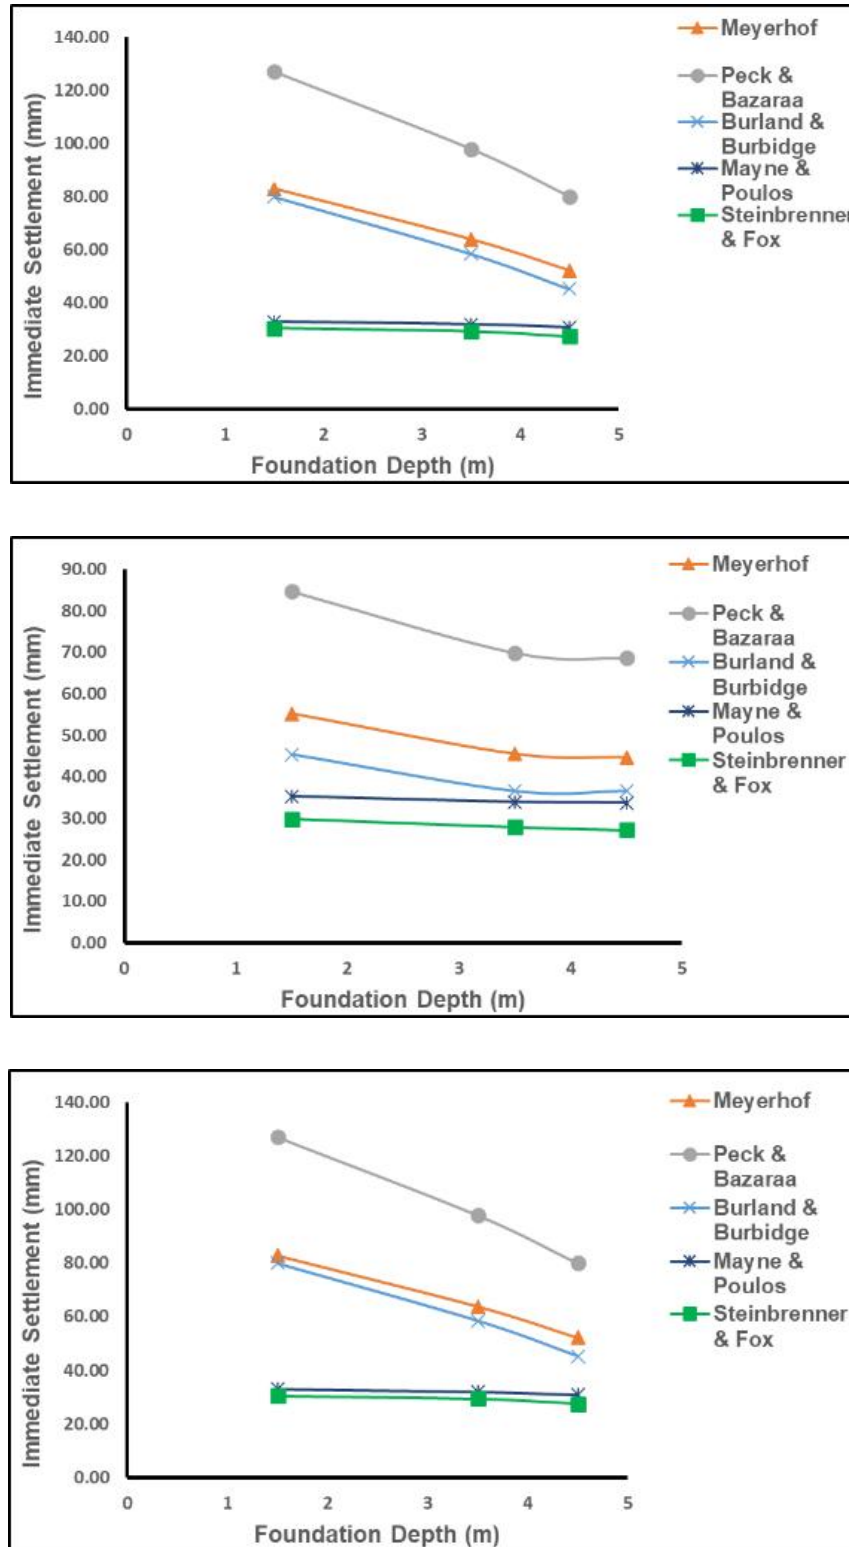 140.00
120.00
100.00
80.00
60.00
40.00
20.00
0.00
Immediate Settlement (mm)
0 1 2 3 4 5
Foundation Depth (m)
Meyerhof
Peck &
Bazaraa
Burland &
Burbidge
Mayne &
Poulos
Steinbrenner
& Fox
90.00
80.00
70.00
60.00
50.00
40.00
30.00
20.00
10.00
0.00
Immediate Settlement (mm)
0 1 2 3 4 5
Foundation Depth (m)
Meyerhof
Peck &
Bazaraa
Burland &
Burbidge
Mayne &
Poulos
Steinbrenner
& Fox
140.00
120.00
100.00
80.00
60.00
40.00
20.00
0.00
Immediate Settlement (mm)
0 1 2 3 4 5
Foundation Depth (m)
Meyerhof
Peck &
Bazaraa
Burland &
Burbidge
Mayne &
Poulos
Steinbrenner
& Fox